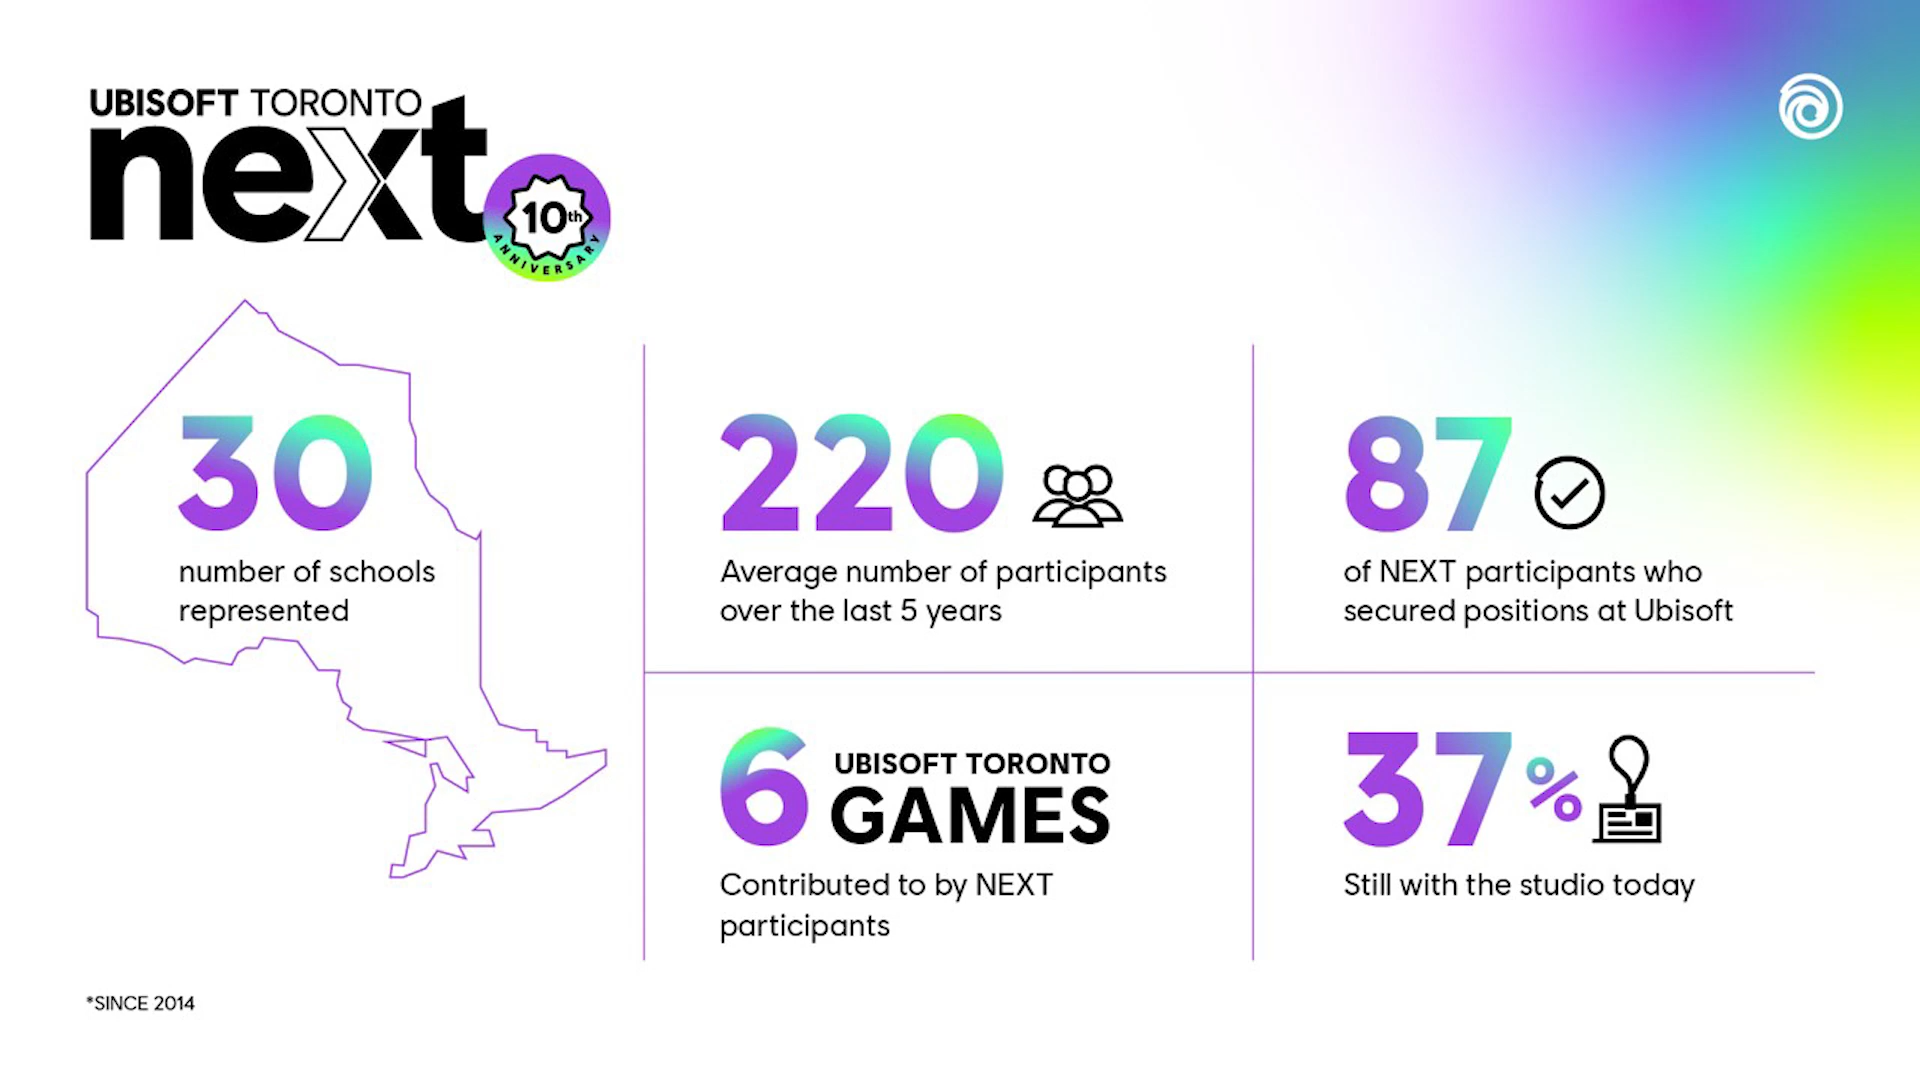 UBISOFT TORONTO
next
10th
ANNIVERSARY
30
number of schools
represented
220
Average number of participants
over the last 5 years
87
of NEXT participants who
secured positions at Ubisoft
6 UBISOFT TORONTO
GAMES
Contributed to by NEXT
participants
37%
Still with the studio today
*SINCE 2014